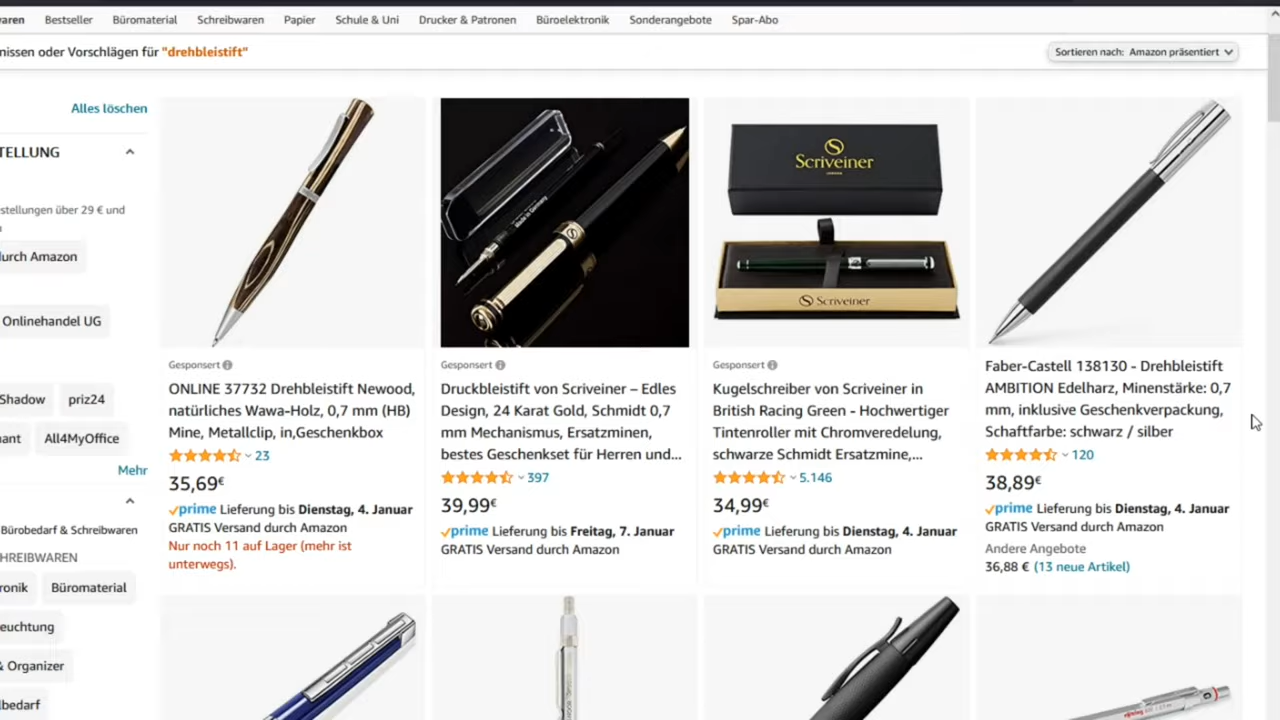 aren Bestseller Büromaterial Schreibwaren Papier Schule & Uni Drucker & Patronen Büroelektronik Sonderangebote Spar-Abo
nissen oder Vorschlägen für "drehbleistift"
Sortieren nach: Amazon präsentiert
Alles löschen
TELLUNG
stellungen über 29 € und
durch Amazon
Onlinehandel UG
Shadow
priz24
nant
All4MyOffice
Mehr
Bürobedarf & Schreibwaren
HREIBWAREN
ronik
Büromaterial
euchtung
& Organizer
lbedarf
Gesponsert
ONLINE 37732 Drehbleistift Newood,
natürliches Wawa-Holz, 0,7 mm (HB)
Mine, Metallclip, in,Geschenkbox
23
35,69€
prime Lieferung bis Dienstag, 4. Januar
GRATIS Versand durch Amazon
Nur noch 11 auf Lager (mehr ist
unterwegs).
Made in Germany
Gesponsert
Druckbleistift von Scriveiner – Edles
Design, 24 Karat Gold, Schmidt 0,7
mm Mechanismus, Ersatzminen,
bestes Geschenkset für Herren und...
397
39,99€
prime Lieferung bis Freitag, 7. Januar
GRATIS Versand durch Amazon
Scriveiner
LONDON
Scriveiner
Gesponsert
Kugelschreiber von Scriveiner in
British Racing Green - Hochwertiger
Tintenroller mit Chromveredelung,
schwarze Schmidt Ersatzmine,...
5.146
34,99€
prime Lieferung bis Dienstag, 4. Januar
GRATIS Versand durch Amazon
Faber-Castell 138130 - Drehbleistift
AMBITION Edelharz, Minenstärke: 0,7
mm, inklusive Geschenkverpackung,
Schaftfarbe: schwarz / silber
120
38,89€
prime Lieferung bis Dienstag, 4. Januar
GRATIS Versand durch Amazon
Andere Angebote
36,88 € (13 neue Artikel)